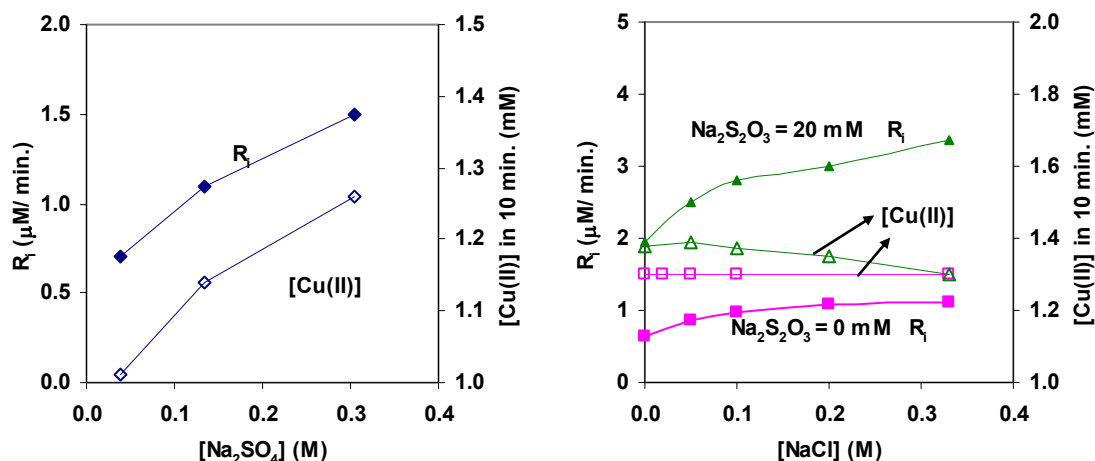 2.0
1.5
1.0
0.5
0.0
R_i (μM/ min.)
R_i
[Cu(II)]
1.5
1.4
1.3
1.2
1.1
1.0
[Cu(II)] in 10 min. (mM)
0.0 0.1 0.2 0.3 0.4
[Na₂SO₄] (M)
5
4
3
2
1
0
R_i (μM/ min.)
Na₂S₂O₃ = 20 mM R_i
[Cu(II)]
Na₂S₂O₃ = 0 mM R_i
2.0
1.8
1.6
1.4
1.2
1.0
[Cu(II)] in 10 min. (mM)
0.0 0.1 0.2 0.3 0.4
[NaCl] (M)